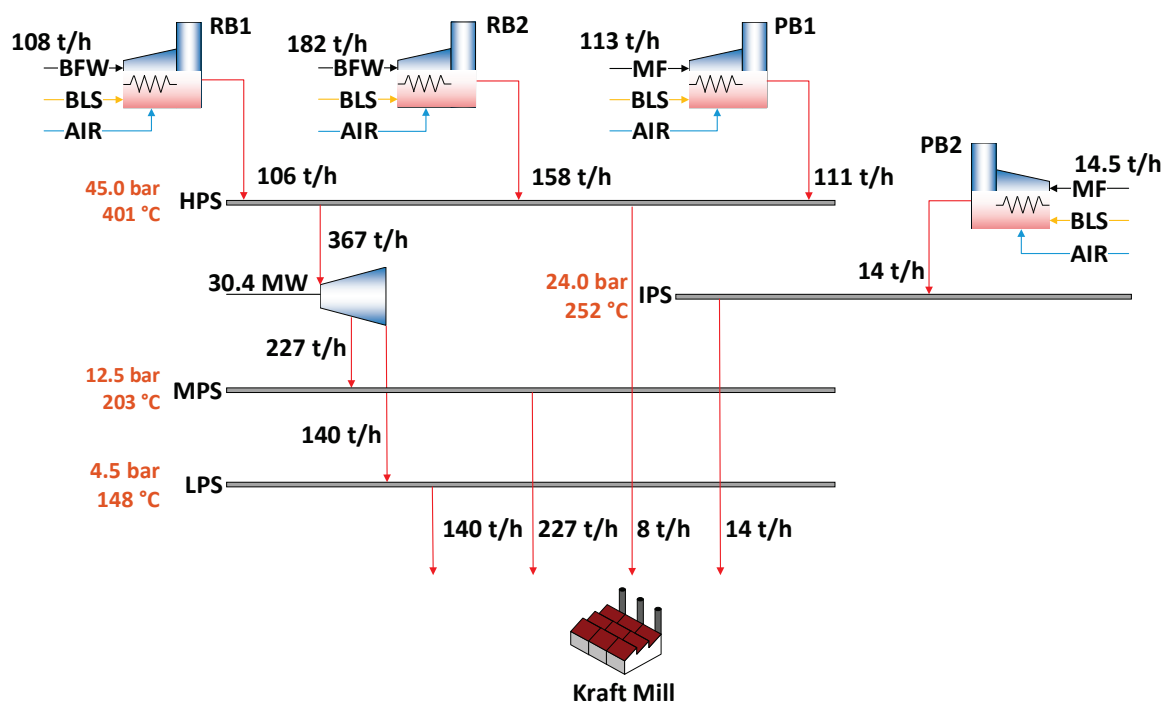 RB1
RB2
PB1
108 t/h
182 t/h
113 t/h
BFW
BFW
MF
BLS
BLS
BLS
AIR
AIR
AIR
PB2
14.5 t/h
MF
BLS
AIR
106 t/h
158 t/h
111 t/h
45.0 bar
401 °C
HPS
367 t/h
14 t/h
30.4 MW
24.0 bar
252 °C
IPS
227 t/h
12.5 bar
203 °C
MPS
140 t/h
4.5 bar
148 °C
LPS
140 t/h
227 t/h
8 t/h
14 t/h
Kraft Mill